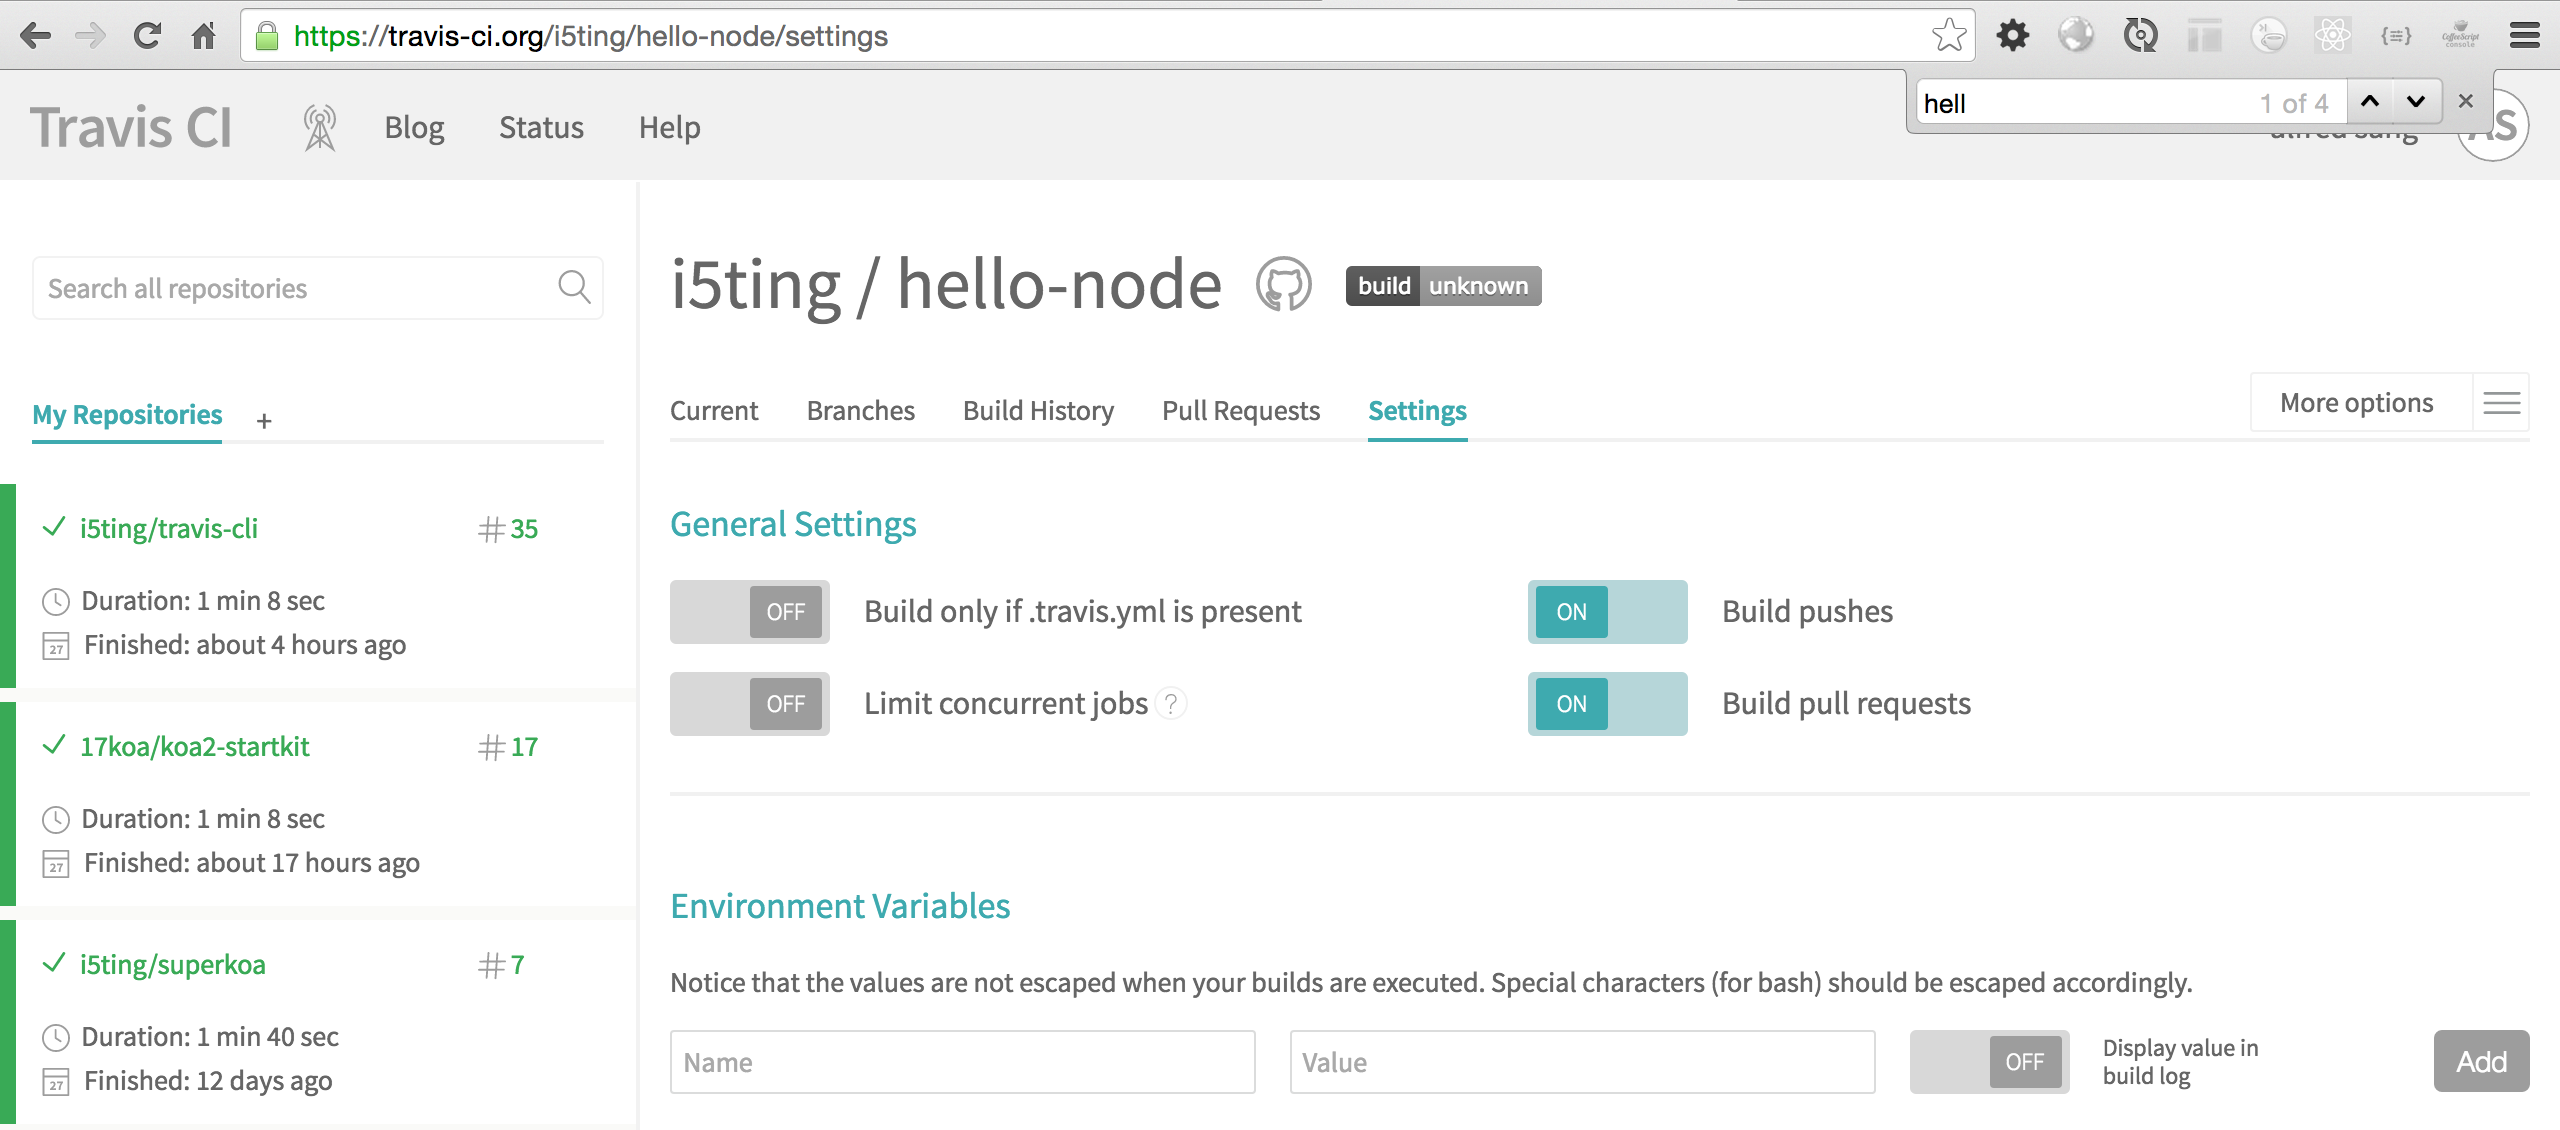 https://travis-ci.org/i5ting/hello-node/settings
hell 1 of 4
Travis CI Blog Status Help alfred sang AS
Search all repositories
i5ting / hello-node build unknown
My Repositories +
Current Branches Build History Pull Requests Settings More options
i5ting/travis-cli # 35
Duration: 1 min 8 sec
27 Finished: about 4 hours ago
17koa/koa2-startkit # 17
Duration: 1 min 8 sec
27 Finished: about 17 hours ago
i5ting/superkoa # 7
Duration: 1 min 40 sec
27 Finished: 12 days ago
General Settings
OFF Build only if .travis.yml is present ON Build pushes
OFF Limit concurrent jobs ? ON Build pull requests
Environment Variables
Notice that the values are not escaped when your builds are executed. Special characters (for bash) should be escaped accordingly.
Name Value OFF Display value in
build log
Add
CoffeeScript
console